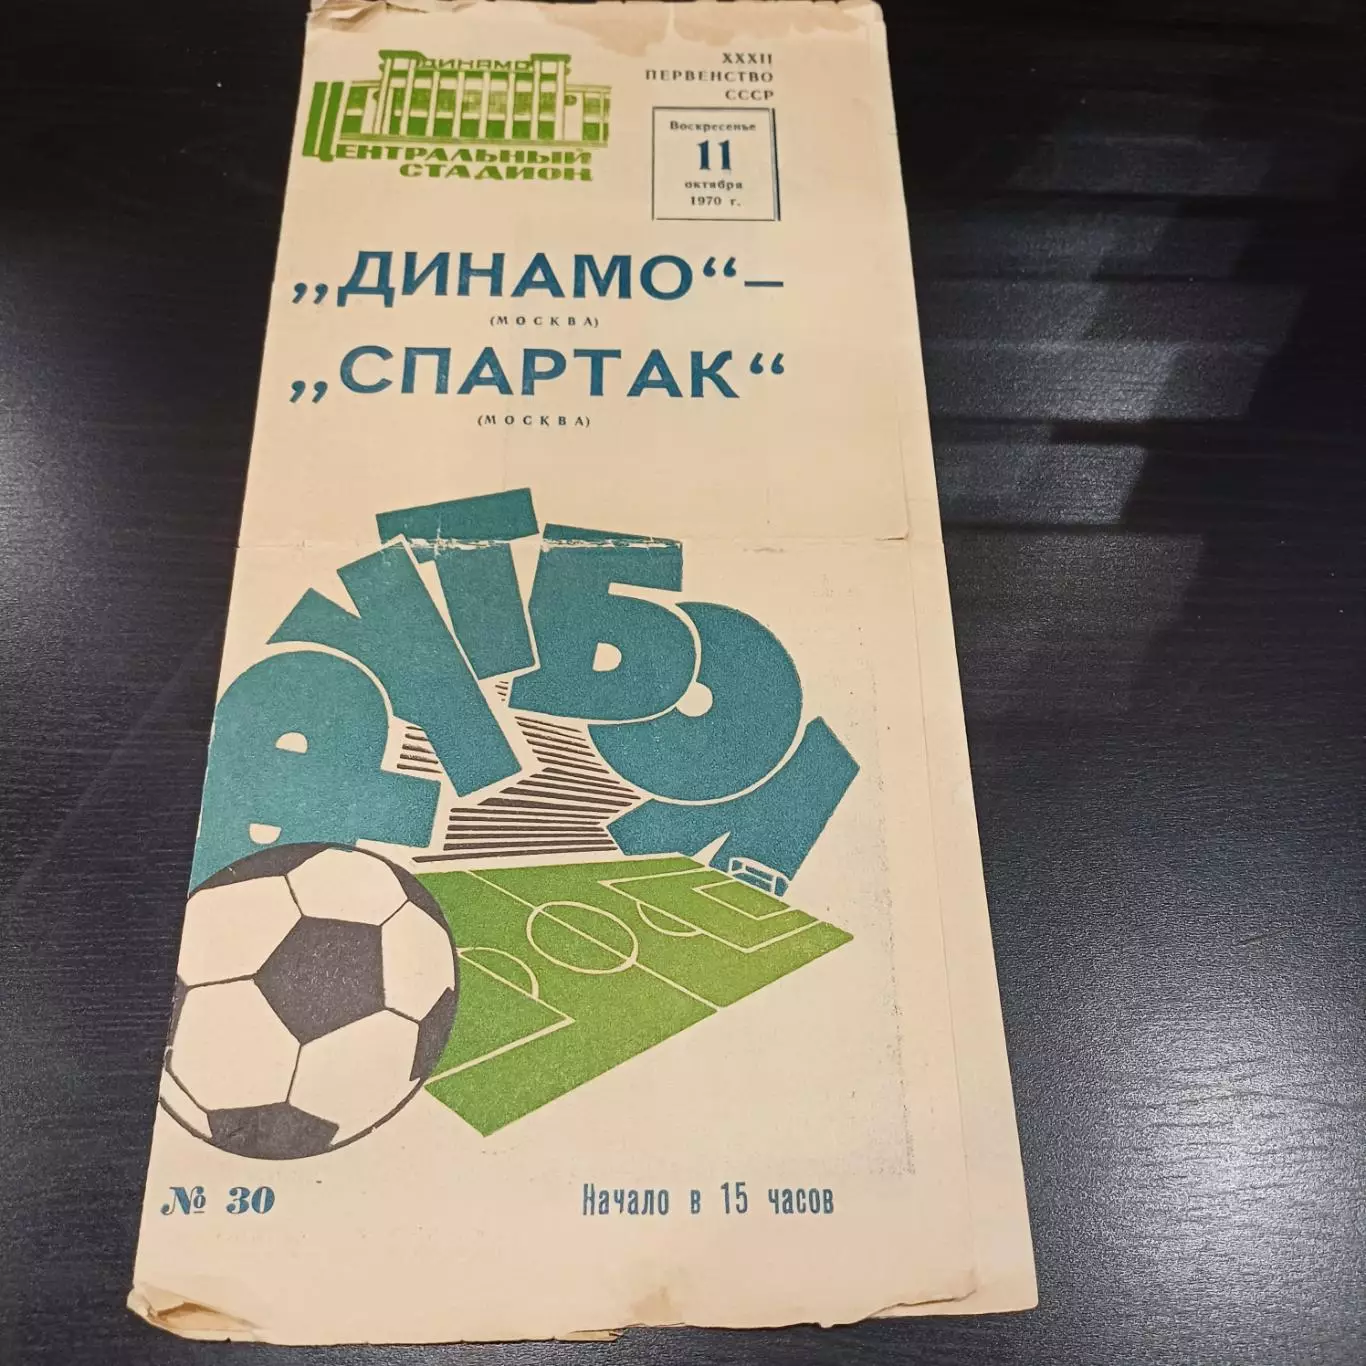 ДИНАМО
ЦЕНТРАЛЬНЫЙ
СТАДИОН
XXXII
ПЕРВЕНСТВО
СССР
Воскресенье
11
октября
1970 г.
„ДИНАМО“ –
(МОСКВА)
„СПАРТАК“
(МОСКВА)
ФУТБОЛ
№ 30
Начало в 15 часов